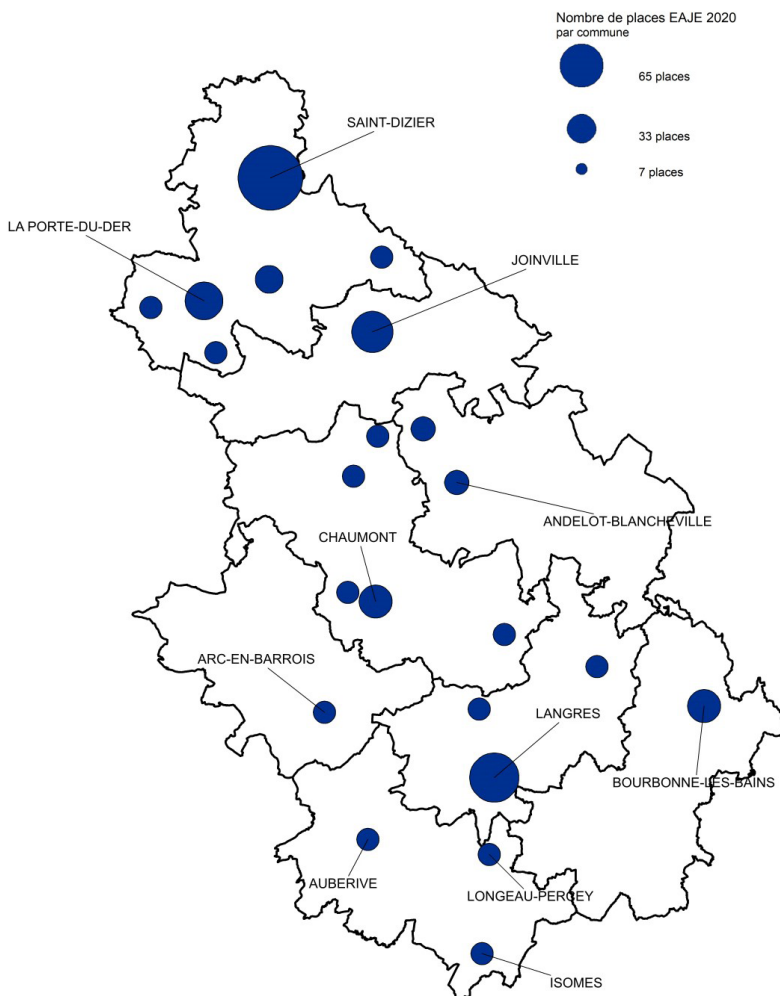 Nombre de places EAJE 2020
par commune
65 places
33 places
7 places
SAINT-DIZIER
LA PORTE-DU-DER
JOINVILLE
ANDELOT-BLANCHEVILLE
CHAUMONT
ARC-EN-BARROIS
LANGRES
BOURBONNE-LES-BAINS
AUBERIVE
LONGEAU-PERCEY
ISOMES